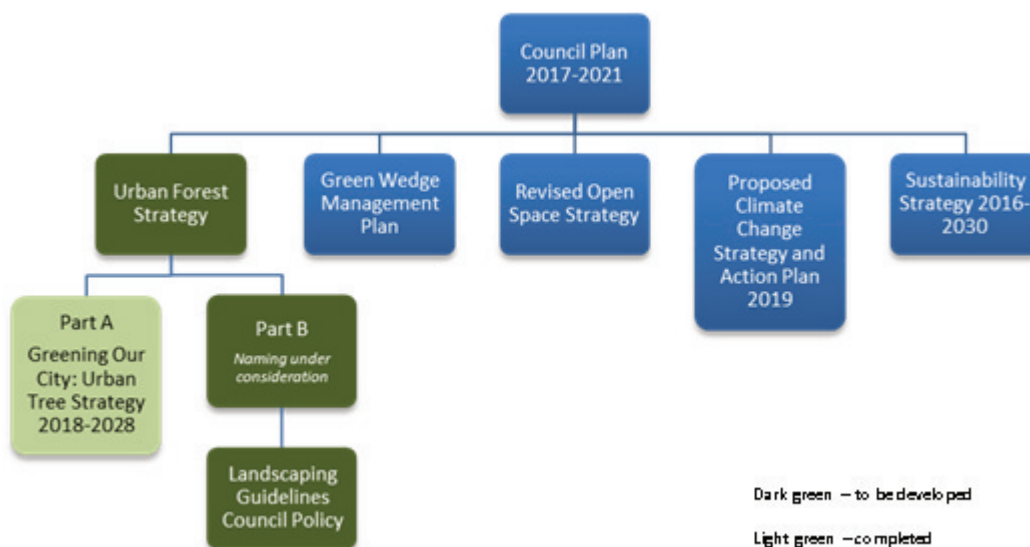 Council Plan
2017-2021
Urban Forest
Strategy
Green Wedge
Management
Plan
Revised Open
Space Strategy
Proposed
Climate
Change
Strategy and
Action Plan
2019
Sustainability
Strategy 2016-
2030
Part A
Greening Our
City: Urban
Tree Strategy
2018-2028
Part B
Naming under
consideration
Landscaping
Guidelines
Council Policy
Dark green – to be developed
Light green – completed